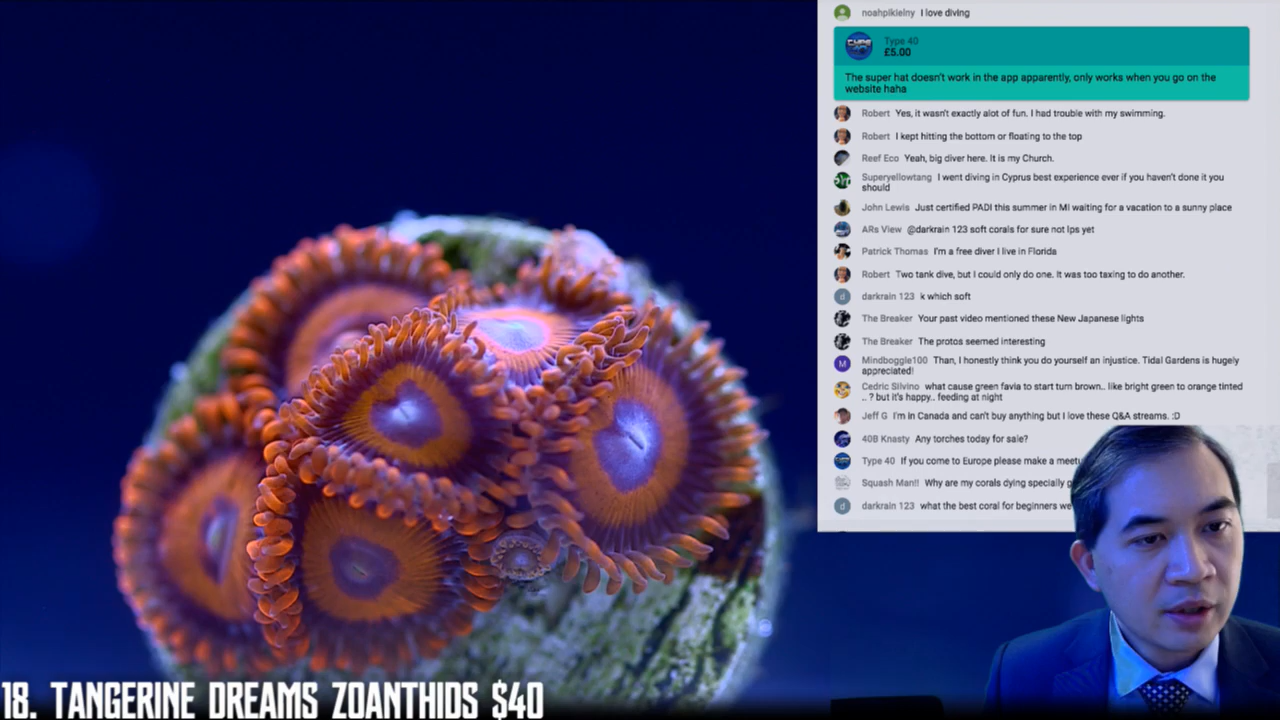 noahpikielny I love diving
Type 40
£5.00
The super hat doesn't work in the app apparently, only works when you go on the
website haha
Robert Yes, it wasn't exactly alot of fun. I had trouble with my swimming.
Robert I kept hitting the bottom or floating to the top
Reef Eco Yeah, big diver here. It is my Church.
Superyellowtang I went diving in Cyprus best experience ever if you haven't done it you
should
John Lewis Just certified PADI this summer in MI waiting for a vacation to a sunny place
ARs View @darkrain 123 soft corals for sure not lps yet
Patrick Thomas I'm a free diver I live in Florida
Robert Two tank dive, but I could only do one. It was too taxing to do another.
d darkrain 123 k which soft
The Breaker Your past video mentioned these New Japanese lights
The Breaker The protos seemed interesting
M Mindboggle100 Than, I honestly think you do yourself an injustice. Tidal Gardens is hugely
appreciated!
Cedric Silvino what cause green favia to start turn brown.. like bright green to orange tinted
.. ? but it's happy.. feeding at night
Jeff G I'm in Canada and can't buy anything but I love these Q&A streams. :D
40B Knasty Any torches today for sale?
Type 40 If you come to Europe please make a meetu
Squash Man!! Why are my corals dying specially g
d darkrain 123 what the best coral for beginners we
18. TANGERINE DREAMS ZOANTHIDS $40